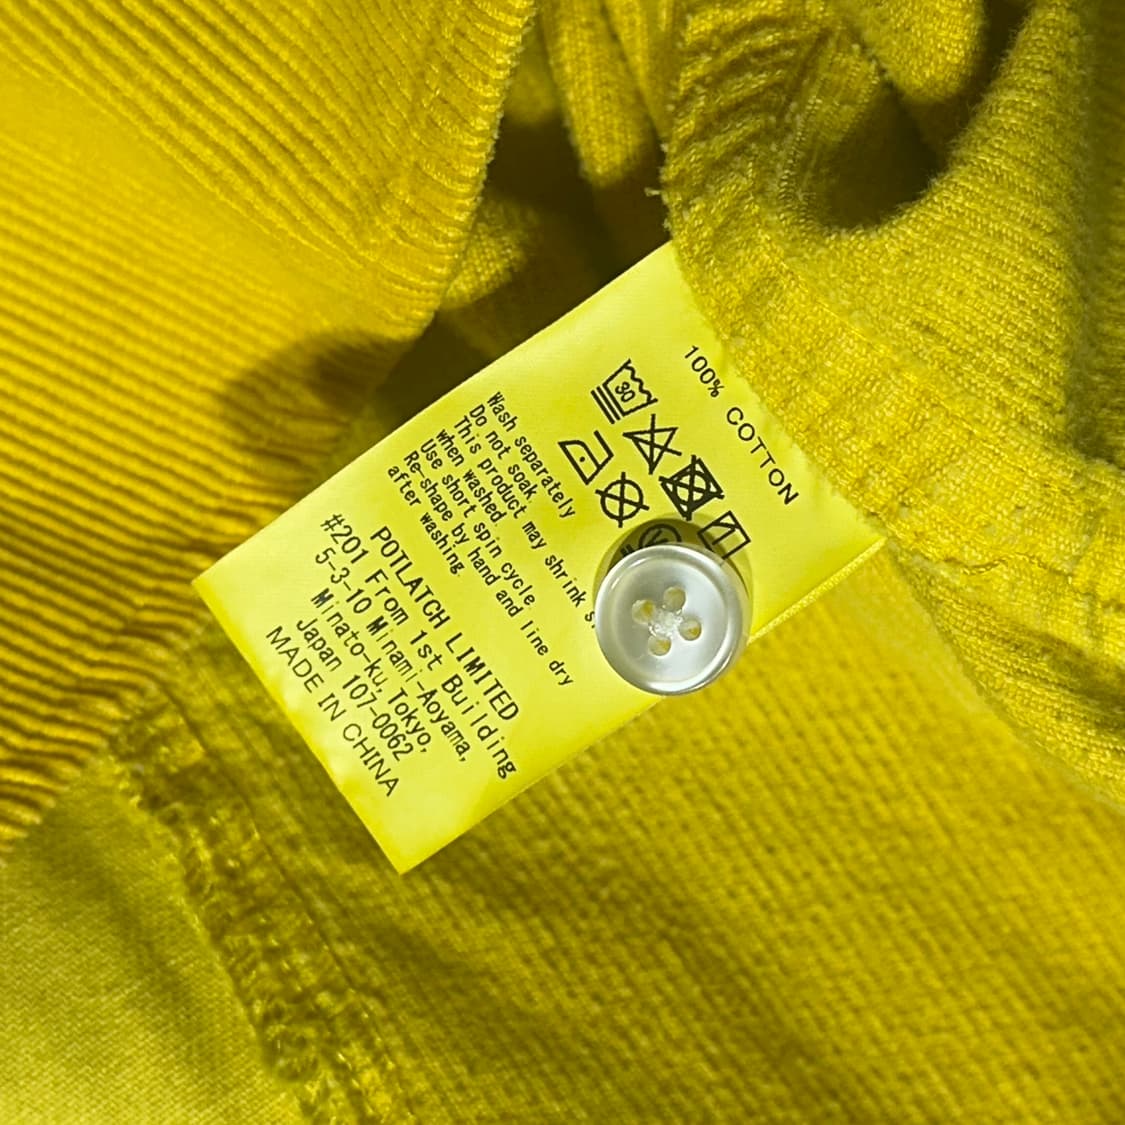 100% COTTON
30
Wash separately
Do not soak
This product may shrink s
when washed.
Use short spin cycle
Re-shape by hand and line dry
after washing.
POTLATCH LIMITED
#201 From 1st Building
5-3-10 Minami-Aoyama,
Minato-ku, Tokyo,
Japan 107-0062
MADE IN CHINA